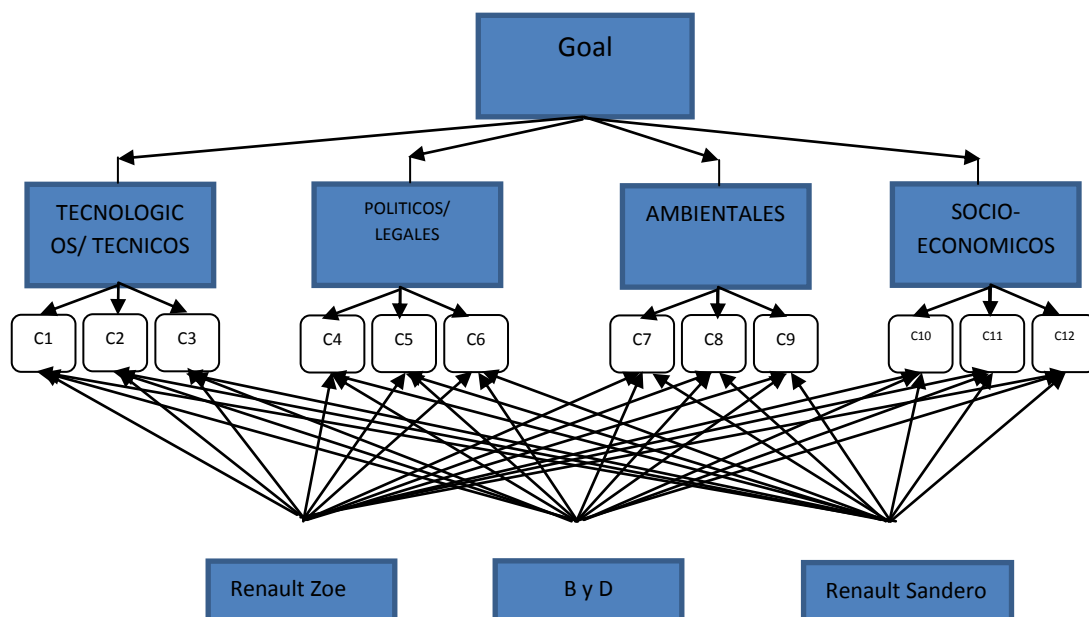 Goal
TECNOLOGIC
OS/ TECNICOS
POLITICOS/
LEGALES
AMBIENTALES
SOCIO-
ECONOMICOS
C1
C2
C3
C4
C5
C6
C7
C8
C9
C10
C11
C12
Renault Zoe
B y D
Renault Sandero